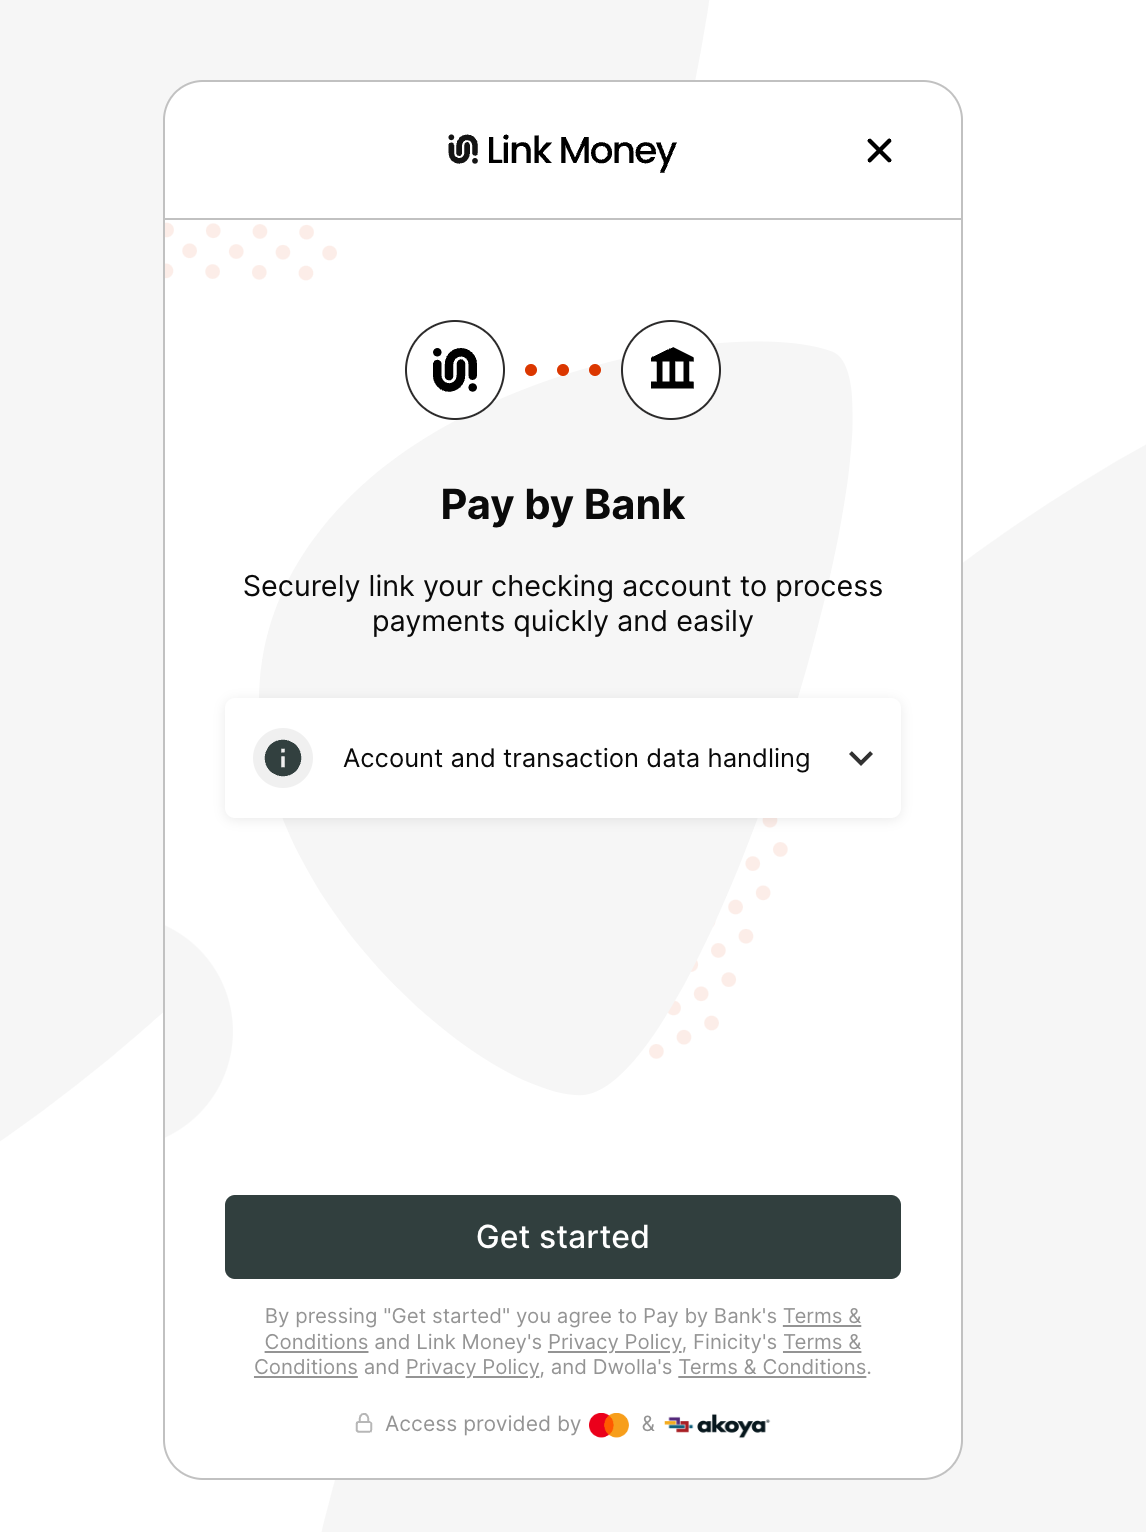 Link Money
Pay by Bank
Securely link your checking account to process
payments quickly and easily
Account and transaction data handling
Get started
By pressing "Get started" you agree to Pay by Bank's Terms &
Conditions and Link Money's Privacy Policy, Finicity's Terms &
Conditions and Privacy Policy, and Dwolla's Terms & Conditions.
Access provided by & akoya